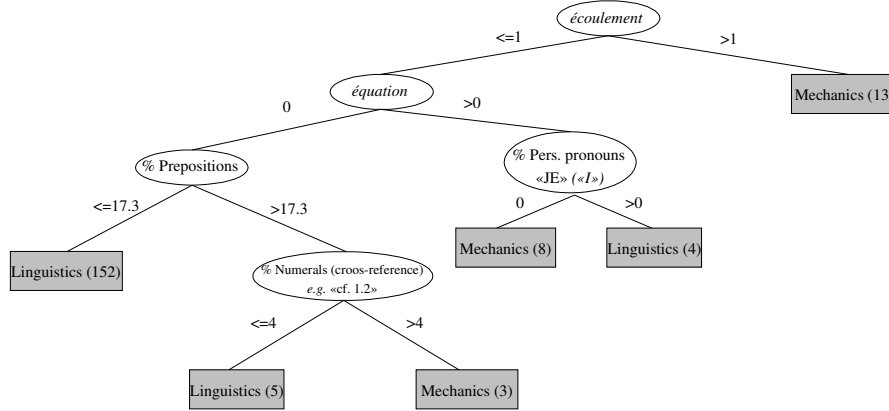 écoulement
<=1
>1
équation
Mechanics (13
0
>0
% Prepositions
% Pers. pronouns
«JE» («I»)
<=17.3
>17.3
0
>0
Linguistics (152)
Mechanics (8)
Linguistics (4)
% Numerals (croos-reference)
e.g. «cf. 1.2»
<=4
>4
Linguistics (5)
Mechanics (3)